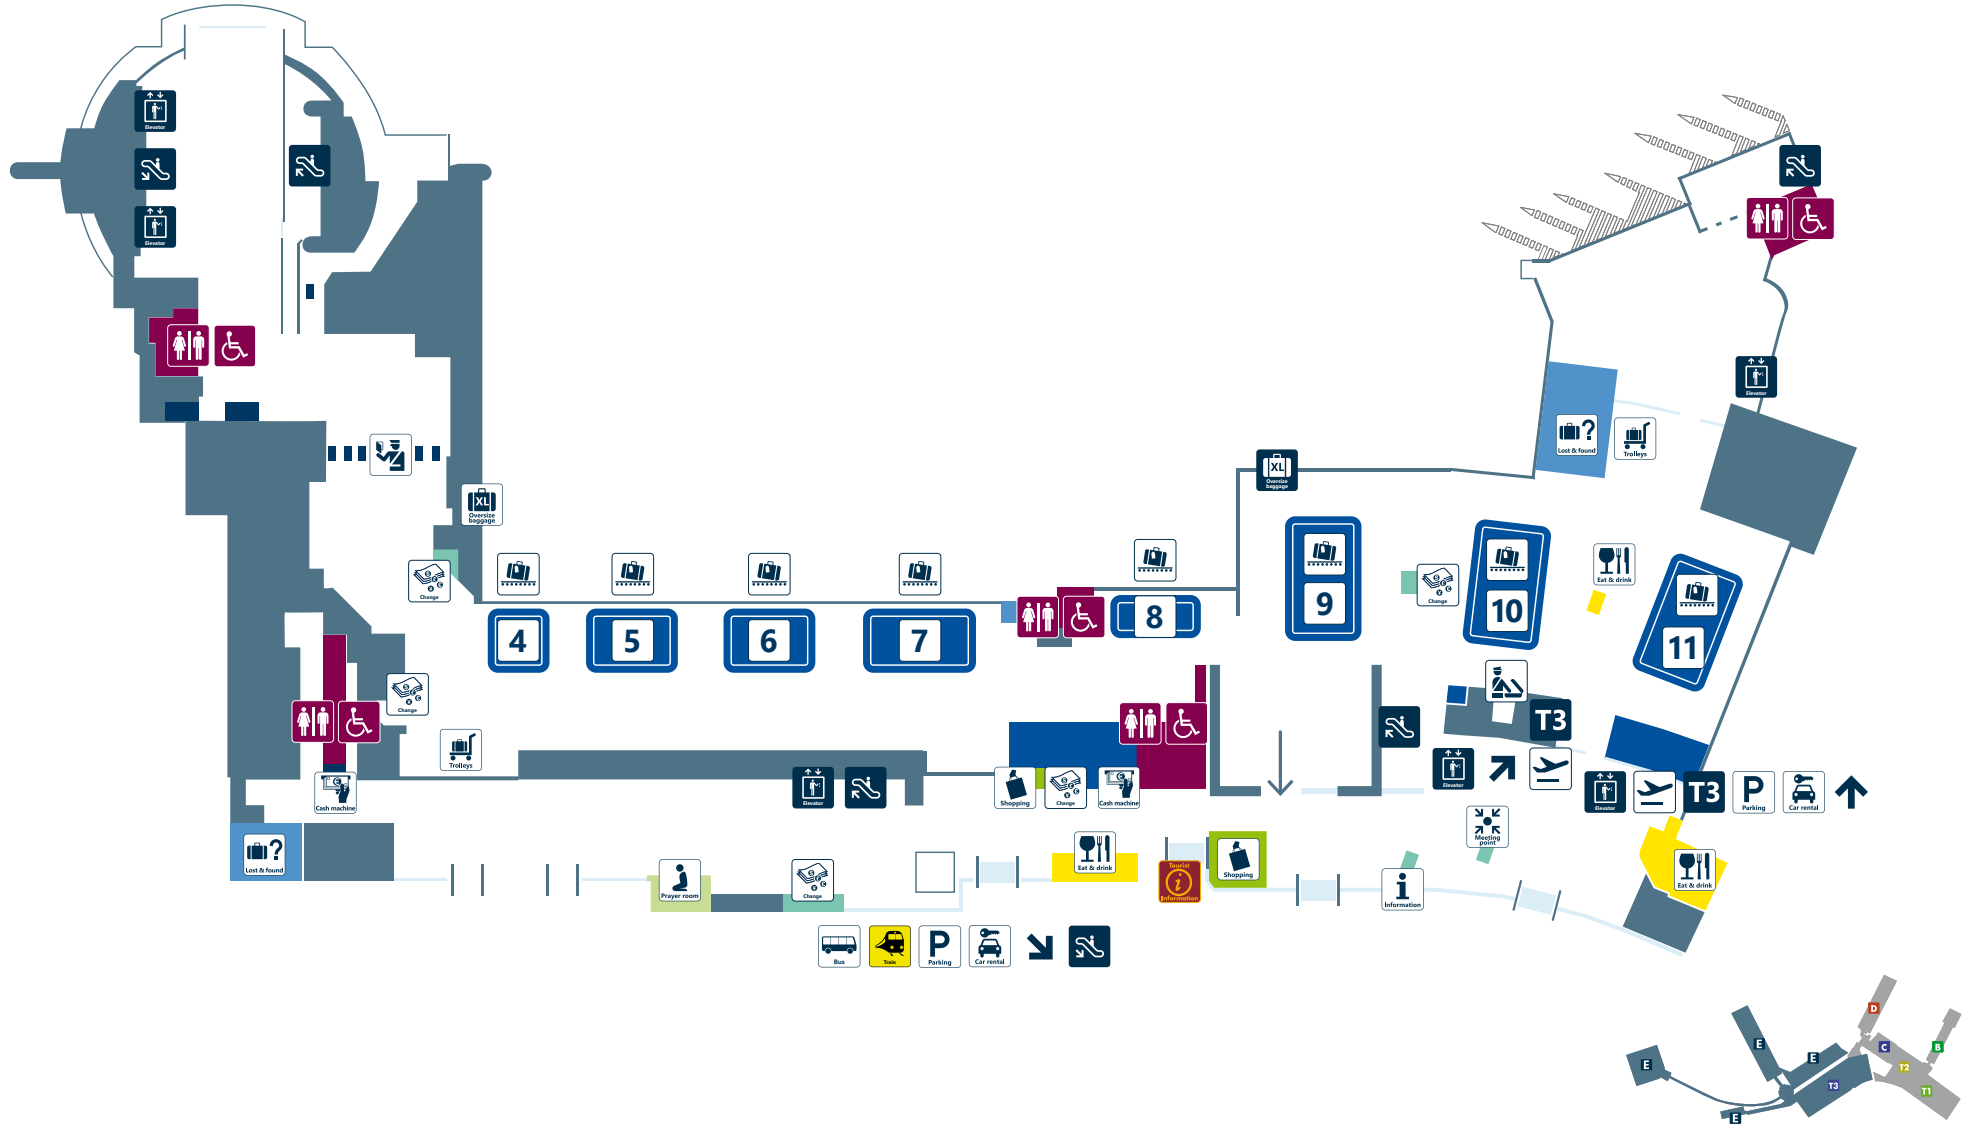 Elevator
Elevator
Elevator
Lost & found
Trolleys
XL
Oversize
baggage
XL
Oversize
baggage
Change
Change
Eat & drink
4
5
6
7
8
9
10
11
Change
Trolleys
Cash machine
Elevator
Shopping
Change
Cash machine
T3
Elevator
Elevator
T3
P
Parking
Car rental
Meeting
point
Lost & found
Prayer room
Change
Eat & drink
Tourist
i
Information
Shopping
i
Information
Eat & drink
Bus
Train
P
Parking
Car rental
D
E
E
E
E
C
B
T2
T3
T1